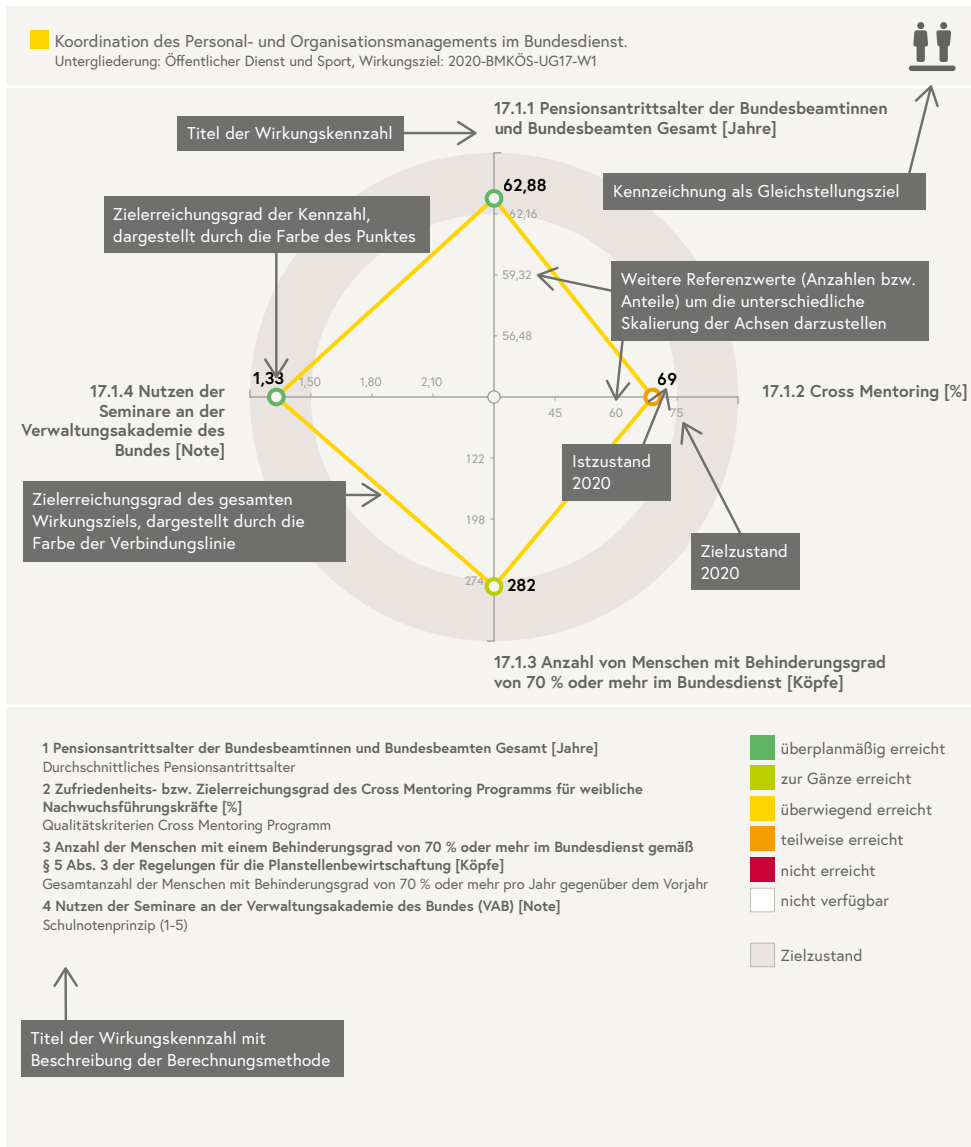 Koordination des Personal- und Organisationsmanagements im Bundesdienst.
Untergliederung: Öffentlicher Dienst und Sport, Wirkungsziel: 2020-BMKÖS-UG17-W1
17.1.1 Pensionsantrittsalter der Bundesbeamtinnen
und Bundesbeamten Gesamt [Jahre]
Titel der Wirkungskennzahl
Kennzeichnung als Gleichstellungsziel
62,88
Zielerreichungsgrad der Kennzahl,
dargestellt durch die Farbe des Punktes
62,16
59,32
Weitere Referenzwerte (Anzahlen bzw.
Anteile) um die unterschiedliche
Skalierung der Achsen darzustellen
56,48
1,33
1,50
1,80
2,10
69
17.1.4 Nutzen der
Seminare an der
Verwaltungsakademie des
Bundes [Note]
17.1.2 Cross Mentoring [%]
45
60
75
122
Istzustand
2020
Zielerreichungsgrad des gesamten
Wirkungsziels, dargestellt durch die
Farbe der Verbindungslinie
198
Zielzustand
2020
274
282
17.1.3 Anzahl von Menschen mit Behinderungsgrad
von 70 % oder mehr im Bundesdienst [Köpfe]
1 Pensionsantrittsalter der Bundesbeamtinnen und Bundesbeamten Gesamt [Jahre]
Durchschnittliches Pensionsantrittsalter
2 Zufriedenheits- bzw. Zielerreichungsgrad des Cross Mentoring Programms für weibliche
Nachwuchsführungskräfte [%]
Qualitätskriterien Cross Mentoring Programm
3 Anzahl der Menschen mit einem Behinderungsgrad von 70 % oder mehr im Bundesdienst gemäß
§ 5 Abs. 3 der Regelungen für die Planstellenbewirtschaftung [Köpfe]
Gesamtanzahl der Menschen mit Behinderungsgrad von 70 % oder mehr pro Jahr gegenüber dem Vorjahr
4 Nutzen der Seminare an der Verwaltungsakademie des Bundes (VAB) [Note]
Schulnotenprinzip (1-5)
überplanmäßig erreicht
zur Gänze erreicht
überwiegend erreicht
teilweise erreicht
nicht erreicht
nicht verfügbar
Zielzustand
Titel der Wirkungskennzahl mit
Beschreibung der Berechnungsmethode